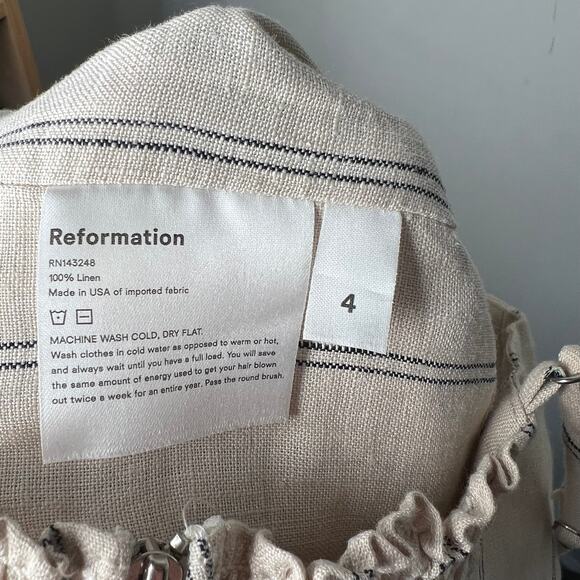 Reformation
RN143248
100% Linen
Made in USA of imported fabric
MACHINE WASH COLD, DRY FLAT.
Wash clothes in cold water as opposed to warm or hot,
and always wait until you have a full load. You will save
the same amount of energy used to get your hair blown
out twice a week for an entire year. Pass the round brush.
4